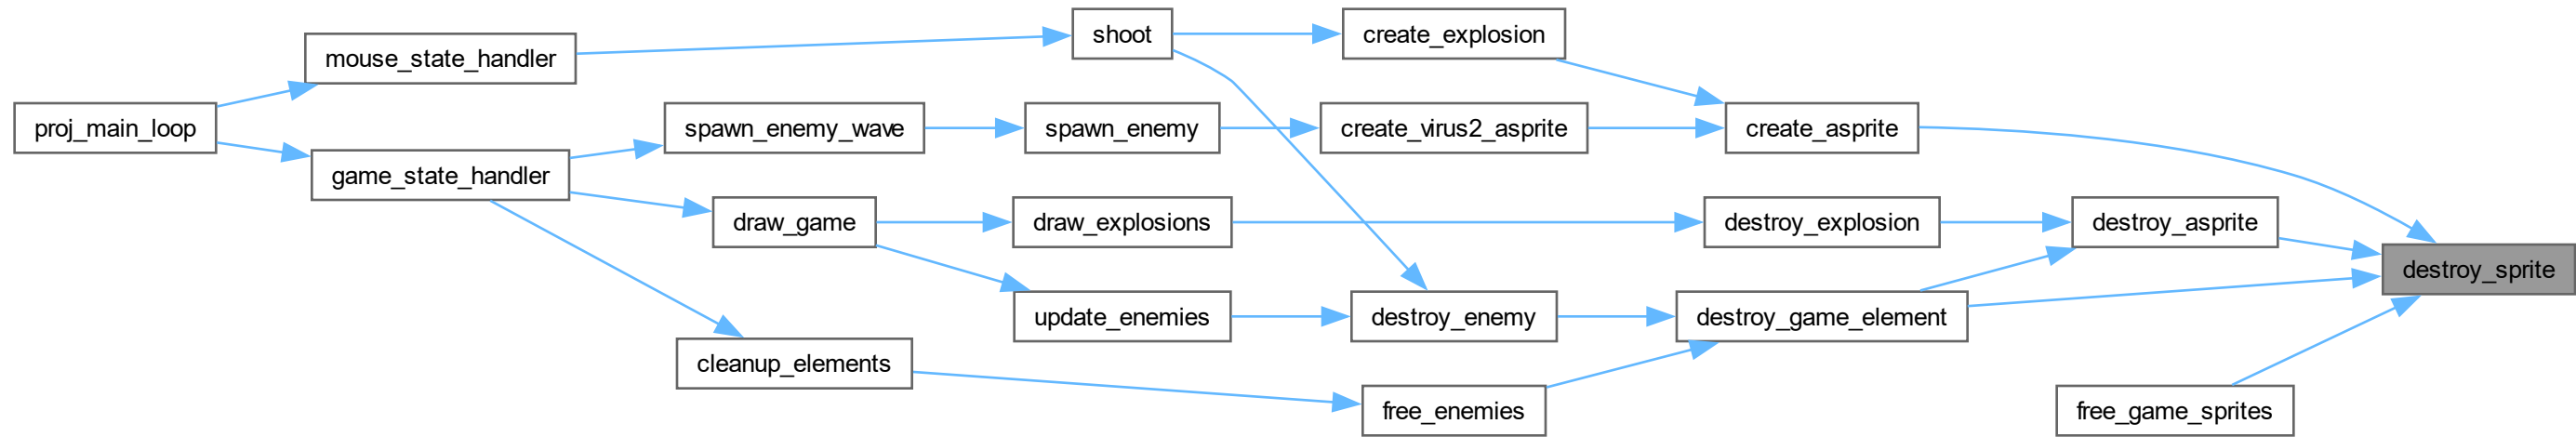 shoot
create_explosion
mouse_state_handler
proj_main_loop
spawn_enemy_wave
spawn_enemy
create_virus2_asprite
create_asprite
game_state_handler
draw_game
draw_explosions
destroy_explosion
destroy_asprite
destroy_sprite
update_enemies
destroy_enemy
destroy_game_element
cleanup_elements
free_enemies
free_game_sprites